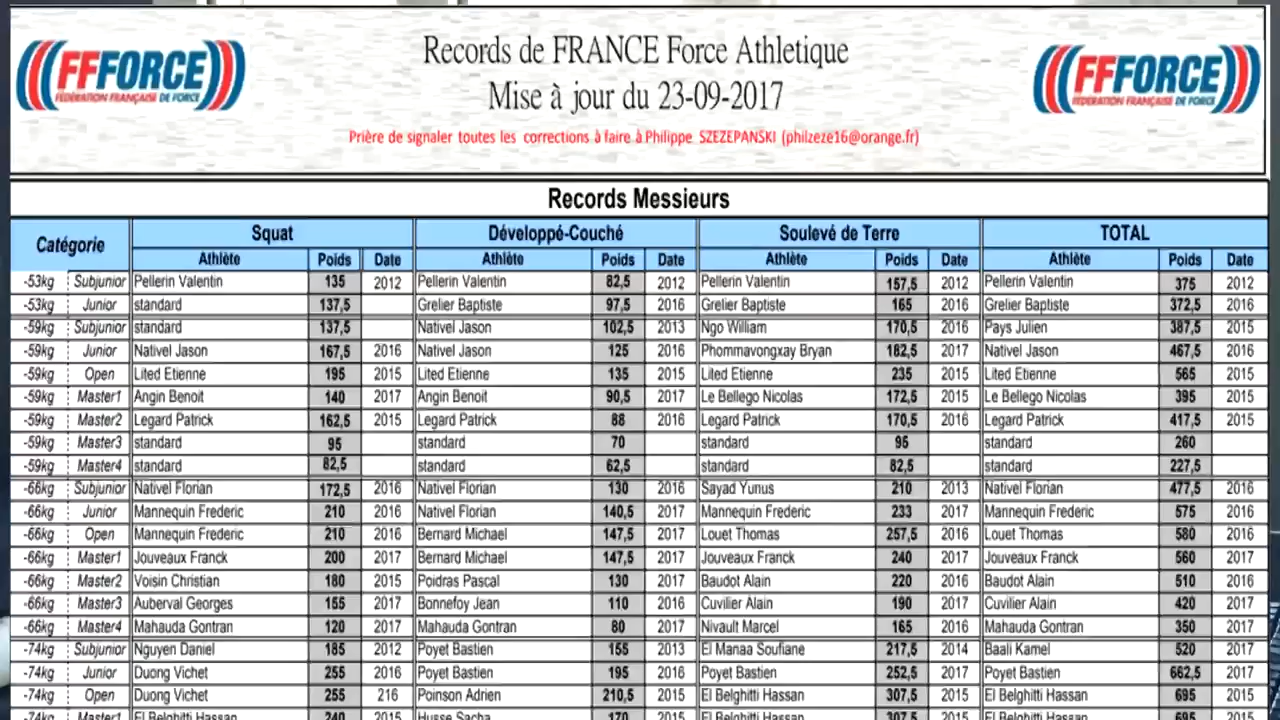 FFFORCE
FÉDÉRATION FRANÇAISE DE FORCE
Records de FRANCE Force Athletique
Mise à jour du 23-09-2017
Prière de signaler toutes les corrections à faire à Philippe SZEZEPANSKI (philzeze16@orange.fr)
FFFORCE
FÉDÉRATION FRANÇAISE DE FORCE
Records Messieurs
Catégorie Squat Développé-Couché Soulevé de Terre TOTAL
Athlète Poids Date Athlète Poids Date Athlète Poids Date Athlète Poids Date
-53kg Subjunior Pellerin Valentin 135 2012 Pellerin Valentin 82,5 2012 Pellerin Valentin 157,5 2012 Pellerin Valentin 375 2012
-53kg Junior standard 137,5 Grelier Baptiste 97,5 2016 Grelier Baptiste 165 2016 Grelier Baptiste 372,5 2016
-59kg Subjunior standard 137,5 Nativel Jason 102,5 2013 Ngo William 170,5 2016 Pays Julien 387,5 2015
-59kg Junior Nativel Jason 167,5 2016 Nativel Jason 125 2016 Phommavongxay Bryan 182,5 2017 Nativel Jason 467,5 2016
-59kg Open Lited Etienne 195 2015 Lited Etienne 135 2015 Lited Etienne 235 2015 Lited Etienne 565 2015
-59kg Master1 Angin Benoit 140 2017 Angin Benoit 90,5 2017 Le Bellego Nicolas 172,5 2015 Le Bellego Nicolas 395 2015
-59kg Master2 Legard Patrick 162,5 2015 Legard Patrick 88 2016 Legard Patrick 170,5 2016 Legard Patrick 417,5 2015
-59kg Master3 standard 95 standard 70 standard 95 standard 260
-59kg Master4 standard 82,5 standard 62,5 standard 82,5 standard 227,5
-66kg Subjunior Nativel Florian 172,5 2016 Nativel Florian 130 2016 Sayad Yunus 210 2013 Nativel Florian 477,5 2016
-66kg Junior Mannequin Frederic 210 2016 Nativel Florian 140,5 2017 Mannequin Frederic 233 2017 Mannequin Frederic 575 2016
-66kg Open Mannequin Frederic 210 2016 Bernard Michael 147,5 2017 Louet Thomas 257,5 2016 Louet Thomas 580 2016
-66kg Master1 Jouveaux Franck 200 2017 Bernard Michael 147,5 2017 Jouveaux Franck 240 2017 Jouveaux Franck 560 2017
-66kg Master2 Voisin Christian 180 2015 Poidras Pascal 130 2017 Baudot Alain 220 2016 Baudot Alain 510 2016
-66kg Master3 Auberval Georges 155 2017 Bonnefoy Jean 110 2016 Cuvilier Alain 190 2017 Cuvilier Alain 420 2017
-66kg Master4 Mahauda Gontran 120 2017 Mahauda Gontran 80 2017 Nivault Marcel 165 2016 Mahauda Gontran 350 2017
-74kg Subjunior Nguyen Daniel 185 2012 Poyet Bastien 155 2013 El Manaa Soufiane 217,5 2014 Baali Kamel 520 2017
-74kg Junior Duong Vichet 255 2016 Poyet Bastien 195 2016 Poyet Bastien 252,5 2017 Poyet Bastien 662,5 2017
-74kg Open Duong Vichet 255 216 Poinson Adrien 210,5 2015 El Belghitti Hassan 307,5 2015 El Belghitti Hassan 695 2015
-74kg Master1 El Belghitti Hassan 240 2015 Husse Sacha 170 2015 El Belghitti Hassan 307,5 2015 El Belghitti Hassan 695 2015